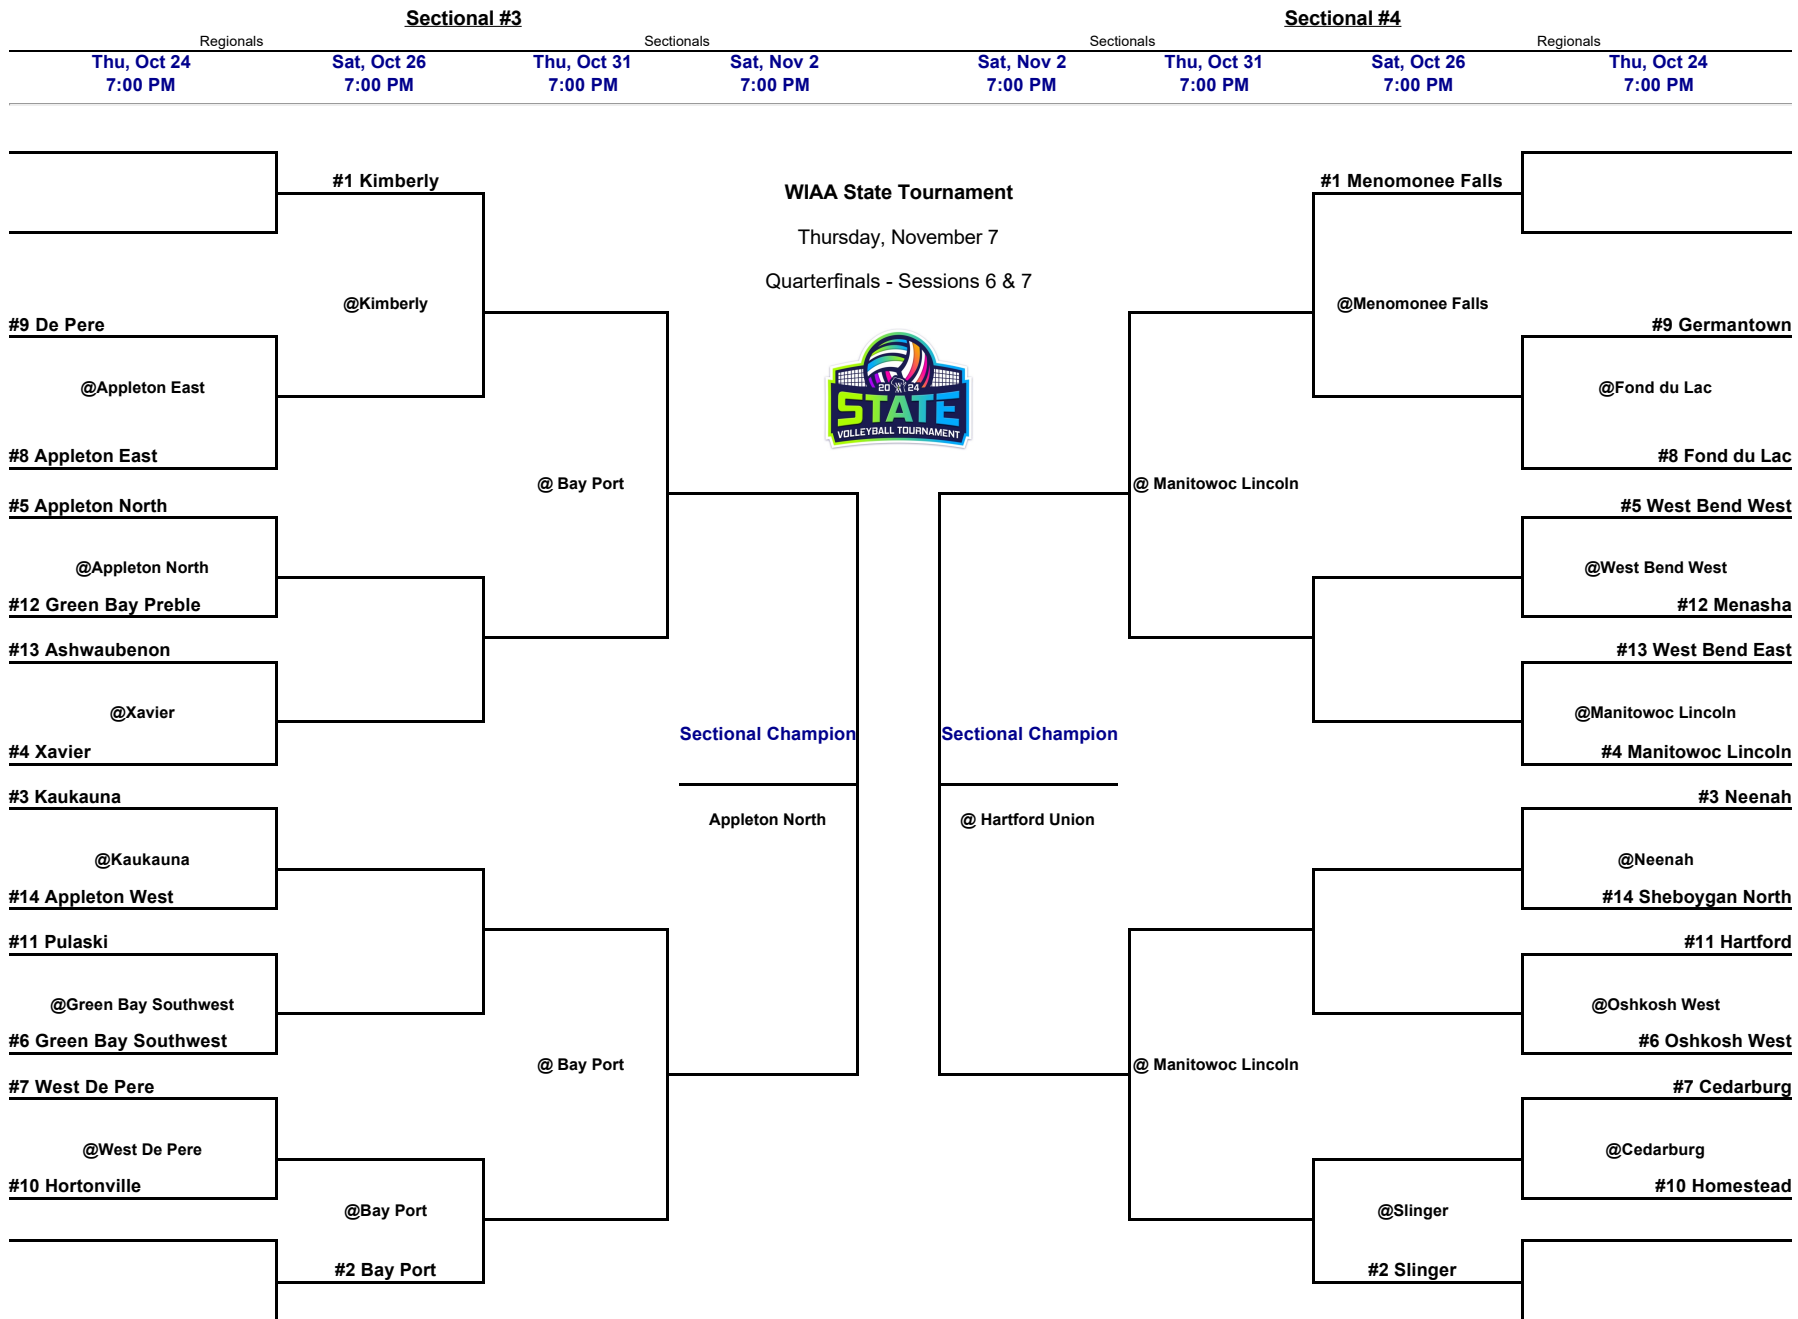 Sectional #3
Sectional #4
Regionals
Sectionals
Sectionals
Regionals
Thu, Oct 24
7:00 PM
Sat, Oct 26
7:00 PM
Thu, Oct 31
7:00 PM
Sat, Nov 2
7:00 PM
Sat, Nov 2
7:00 PM
Thu, Oct 31
7:00 PM
Sat, Oct 26
7:00 PM
Thu, Oct 24
7:00 PM
#1 Kimberly
@Kimberly
#9 De Pere
@Appleton East
#8 Appleton East
#5 Appleton North
@Appleton North
#12 Green Bay Preble
#13 Ashwaubenon
@Xavier
#4 Xavier
@ Bay Port
#3 Kaukauna
@Kaukauna
#14 Appleton West
#11 Pulaski
@Green Bay Southwest
#6 Green Bay Southwest
#7 West De Pere
@West De Pere
#10 Hortonville
@Bay Port
#2 Bay Port
@ Bay Port
Sectional Champion
Appleton North
WIAA State Tournament
Thursday, November 7
Quarterfinals - Sessions 6 & 7
20 24
STATE
VOLLEYBALL TOURNAMENT
Sectional Champion
@ Hartford Union
@ Manitowoc Lincoln
@ Manitowoc Lincoln
#1 Menomonee Falls
@Menomonee Falls
#9 Germantown
@Fond du Lac
#8 Fond du Lac
#5 West Bend West
@West Bend West
#12 Menasha
#13 West Bend East
@Manitowoc Lincoln
#4 Manitowoc Lincoln
#3 Neenah
@Neenah
#14 Sheboygan North
#11 Hartford
@Oshkosh West
#6 Oshkosh West
#7 Cedarburg
@Cedarburg
#10 Homestead
@Slinger
#2 Slinger